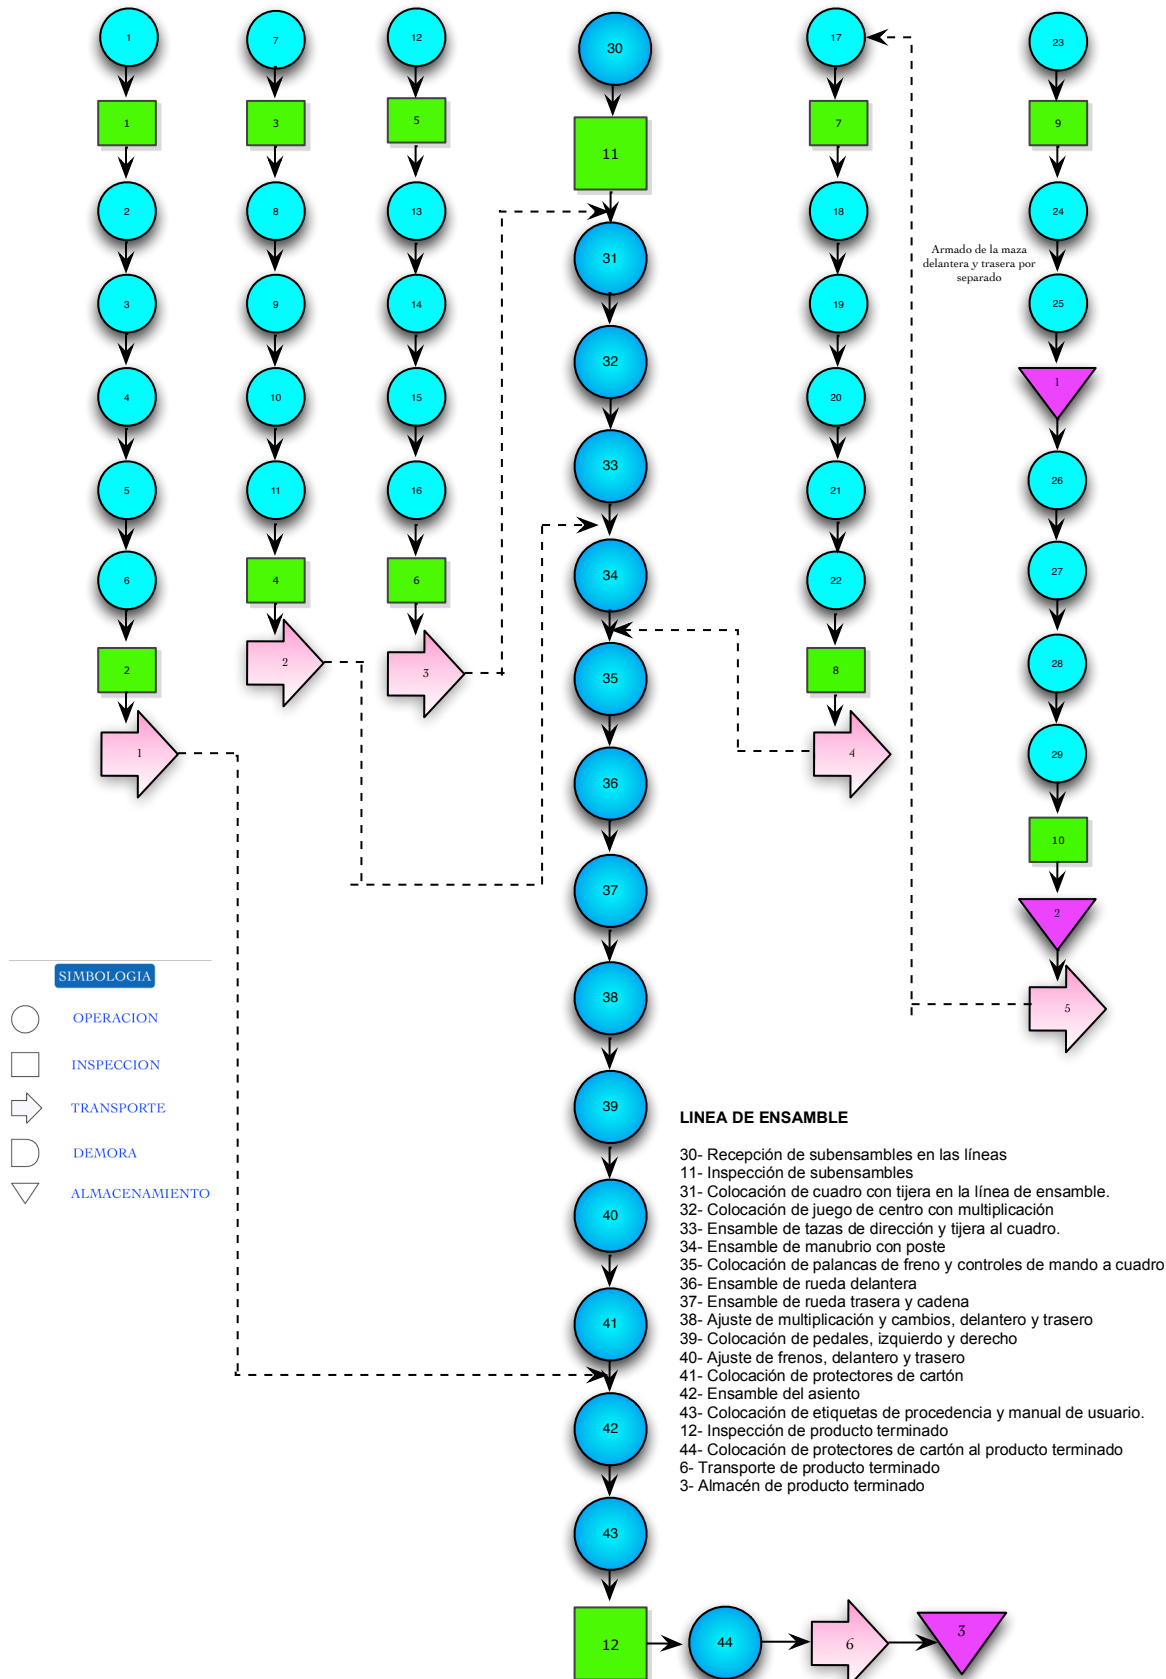 1
7
12
30
17
23
1
3
5
11
7
9
2
8
13
31
18
24
Armado de la maza
delantera y trasera por
separado
3
9
14
32
19
25
4
10
15
33
20
1
5
11
16
34
21
26
6
4
6
35
22
27
2
2
3
36
8
28
1
4
29
37
10
38
2
5
39
40
41
42
43
12
44
6
3
SIMBOLOGIA
OPERACION
INSPECCION
TRANSPORTE
DEMORA
ALMACENAMIENTO
LINEA DE ENSAMBLE
30- Recepción de subensambles en las líneas
11- Inspección de subensambles
31- Colocación de cuadro con tijera en la línea de ensamble.
32- Colocación de juego de centro con multiplicación
33- Ensamble de tazas de dirección y tijera al cuadro.
34- Ensamble de manubrio con poste
35- Colocación de palancas de freno y controles de mando a cuadro
36- Ensamble de rueda delantera
37- Ensamble de rueda trasera y cadena
38- Ajuste de multiplicación y cambios, delantero y trasero
39- Colocación de pedales, izquierdo y derecho
40- Ajuste de frenos, delantero y trasero
41- Colocación de protectores de cartón
42- Ensamble del asiento
43- Colocación de etiquetas de procedencia y manual de usuario.
12- Inspección de producto terminado
44- Colocación de protectores de cartón al producto terminado
6- Transporte de producto terminado
3- Almacén de producto terminado